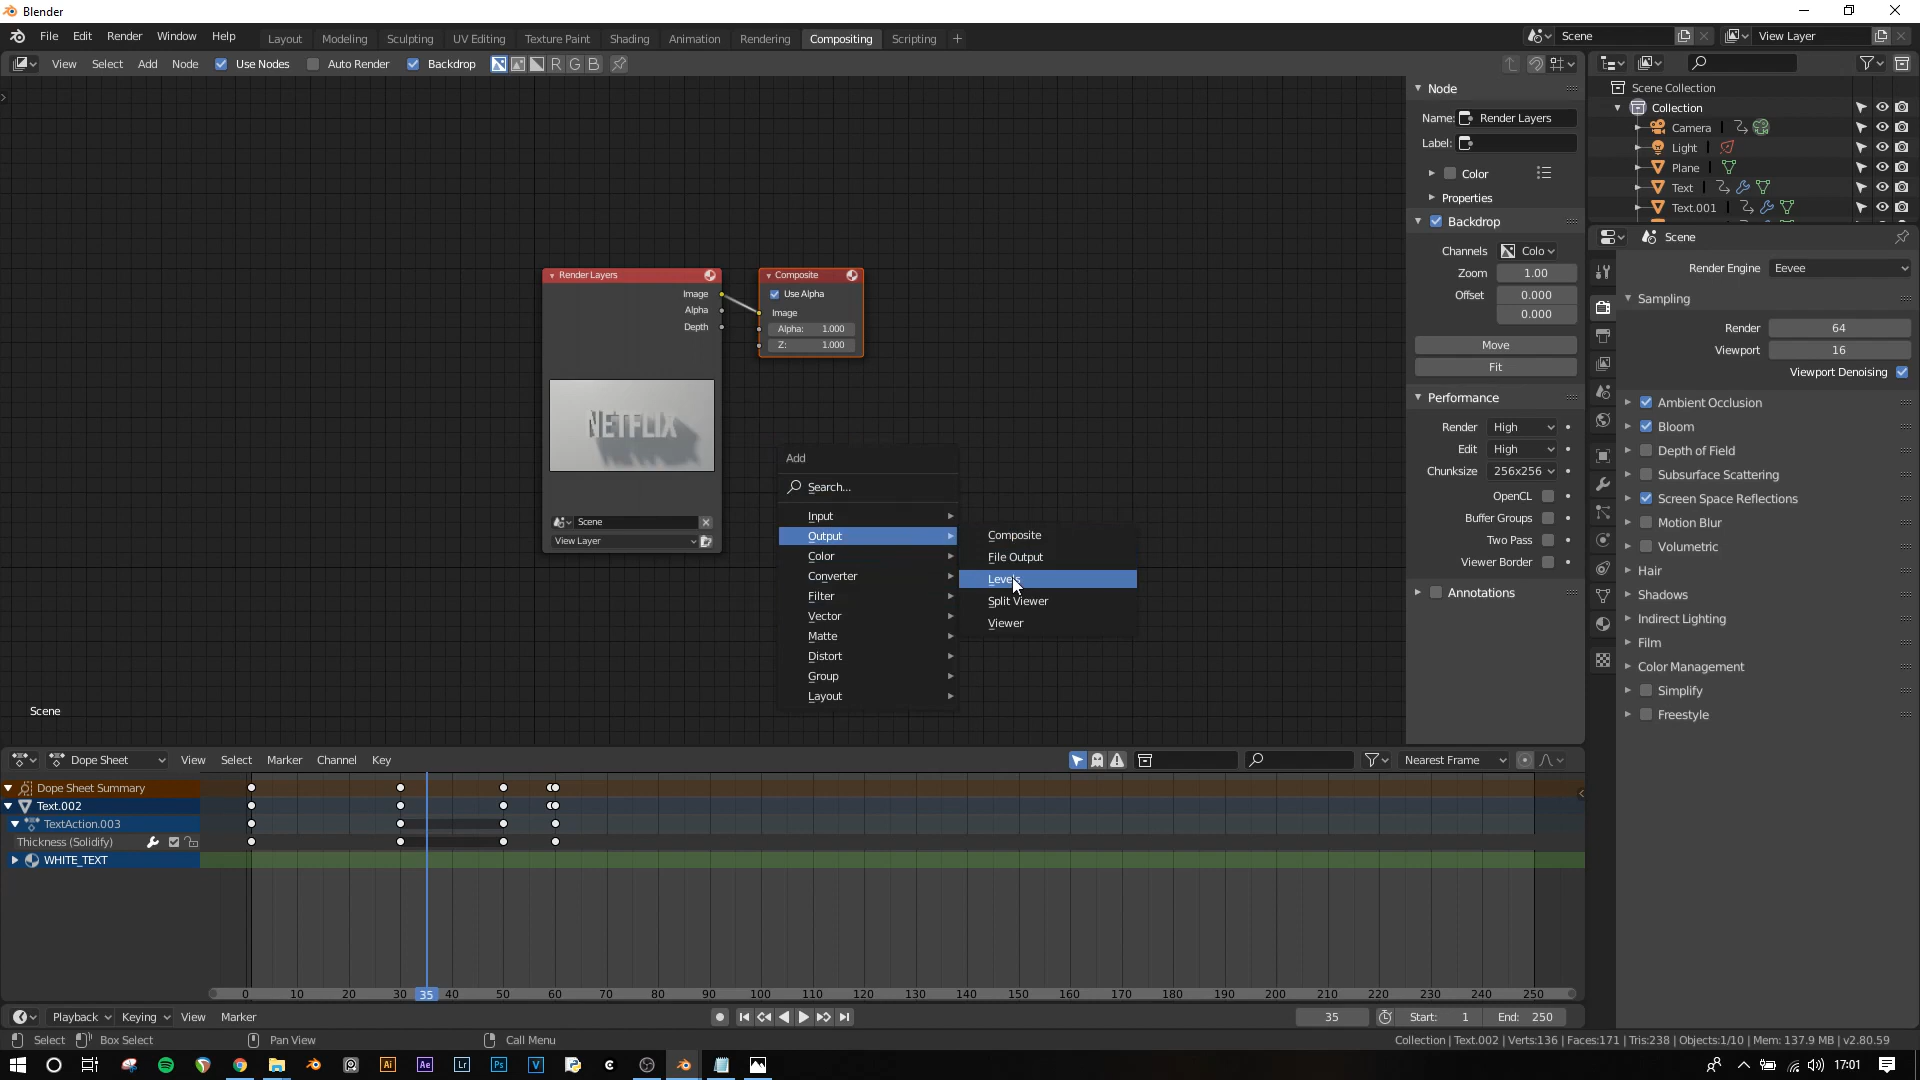 Blender
File Edit Render Window Help
Layout Modeling Sculpting UV Editing Texture Paint Shading Animation Rendering Compositing Scripting +
Scene View Layer
View Select Add Node Use Nodes Auto Render Backdrop R G B
Render Layers
Image
Alpha
Depth
NETFLIX
Scene
View Layer
Composite
Use Alpha
Image
Alpha: 1.000
Z: 1.000
Add
Search...
Input
Output
Color
Converter
Filter
Vector
Matte
Distort
Group
Layout
Composite
File Output
Levels
Split Viewer
Viewer
Scene
Node
Name: Render Layers
Label:
Color
Properties
Backdrop
Channels Colo
Zoom 1.00
Offset 0.000
0.000
Move
Fit
Performance
Render High
Edit High
Chunksize 256x256
OpenCL
Buffer Groups
Two Pass
Viewer Border
Annotations
Scene Collection
Collection
Camera
Light
Plane
Text
Text.001
Scene
Render Engine Eevee
Sampling
Render 64
Viewport 16
Viewport Denoising
Ambient Occlusion
Bloom
Depth of Field
Subsurface Scattering
Screen Space Reflections
Motion Blur
Volumetric
Hair
Shadows
Indirect Lighting
Film
Color Management
Simplify
Freestyle
Dope Sheet View Select Marker Channel Key Nearest Frame
Dope Sheet Summary
Text.002
TextAction.003
Thickness (Solidify)
WHITE_TEXT
0 10 20 30 35 40 50 60 70 80 90 100 110 120 130 140 150 160 170 180 190 200 210 220 230 240 250
Playback Keying View Marker 35 Start: 1 End: 250
Select Box Select Pan View Call Menu Collection | Text.002 | Verts:136 | Faces:171 | Tris:238 | Objects:1/10 | Mem: 137.9 MB | v2.80.59
Ai Ae Lr Ps V 17:01